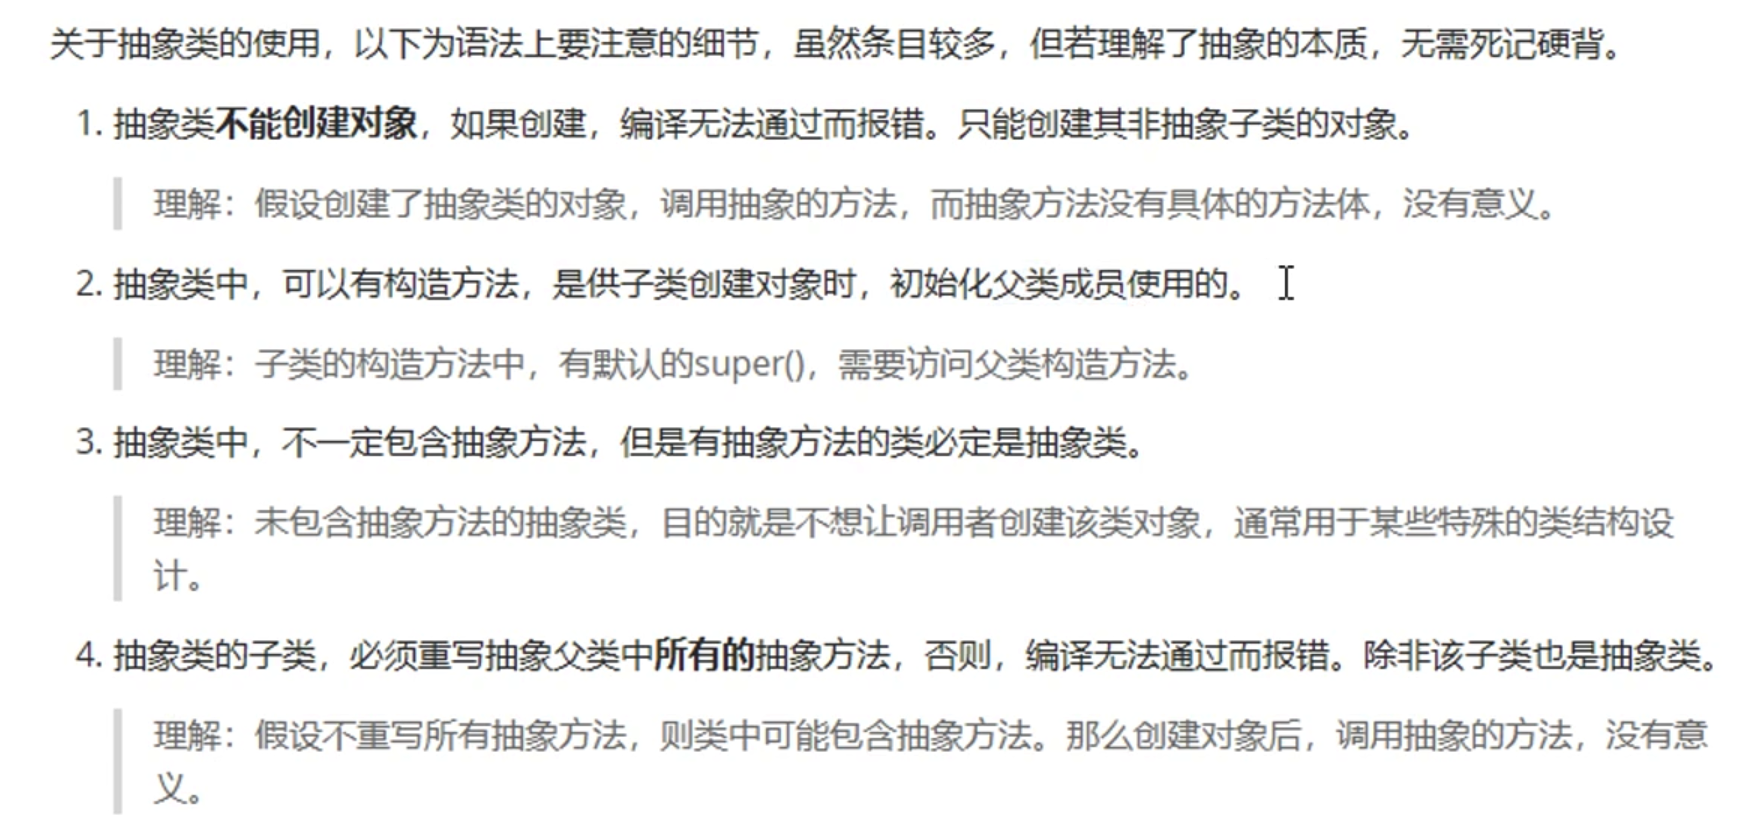 关于抽象类的使用，以下为语法上要注意的细节，虽然条目较多，但若理解了抽象的本质，无需死记硬背。
1. 抽象类不能创建对象，如果创建，编译无法通过而报错。只能创建其非抽象子类的对象。
理解：假设创建了抽象类的对象，调用抽象的方法，而抽象方法没有具体的方法体，没有意义。
2. 抽象类中，可以有构造方法，是供子类创建对象时，初始化父类成员使用的。
理解：子类的构造方法中，有默认的super()，需要访问父类构造方法。
3. 抽象类中，不一定包含抽象方法，但是有抽象方法的类必定是抽象类。
理解：未包含抽象方法的抽象类，目的就是不想让调用者创建该类对象，通常用于某些特殊的类结构设
计。
4. 抽象类的子类，必须重写抽象父类中所有的抽象方法，否则，编译无法通过而报错。除非该子类也是抽象类。
理解：假设不重写所有抽象方法，则类中可能包含抽象方法。那么创建对象后，调用抽象的方法，没有意
义。